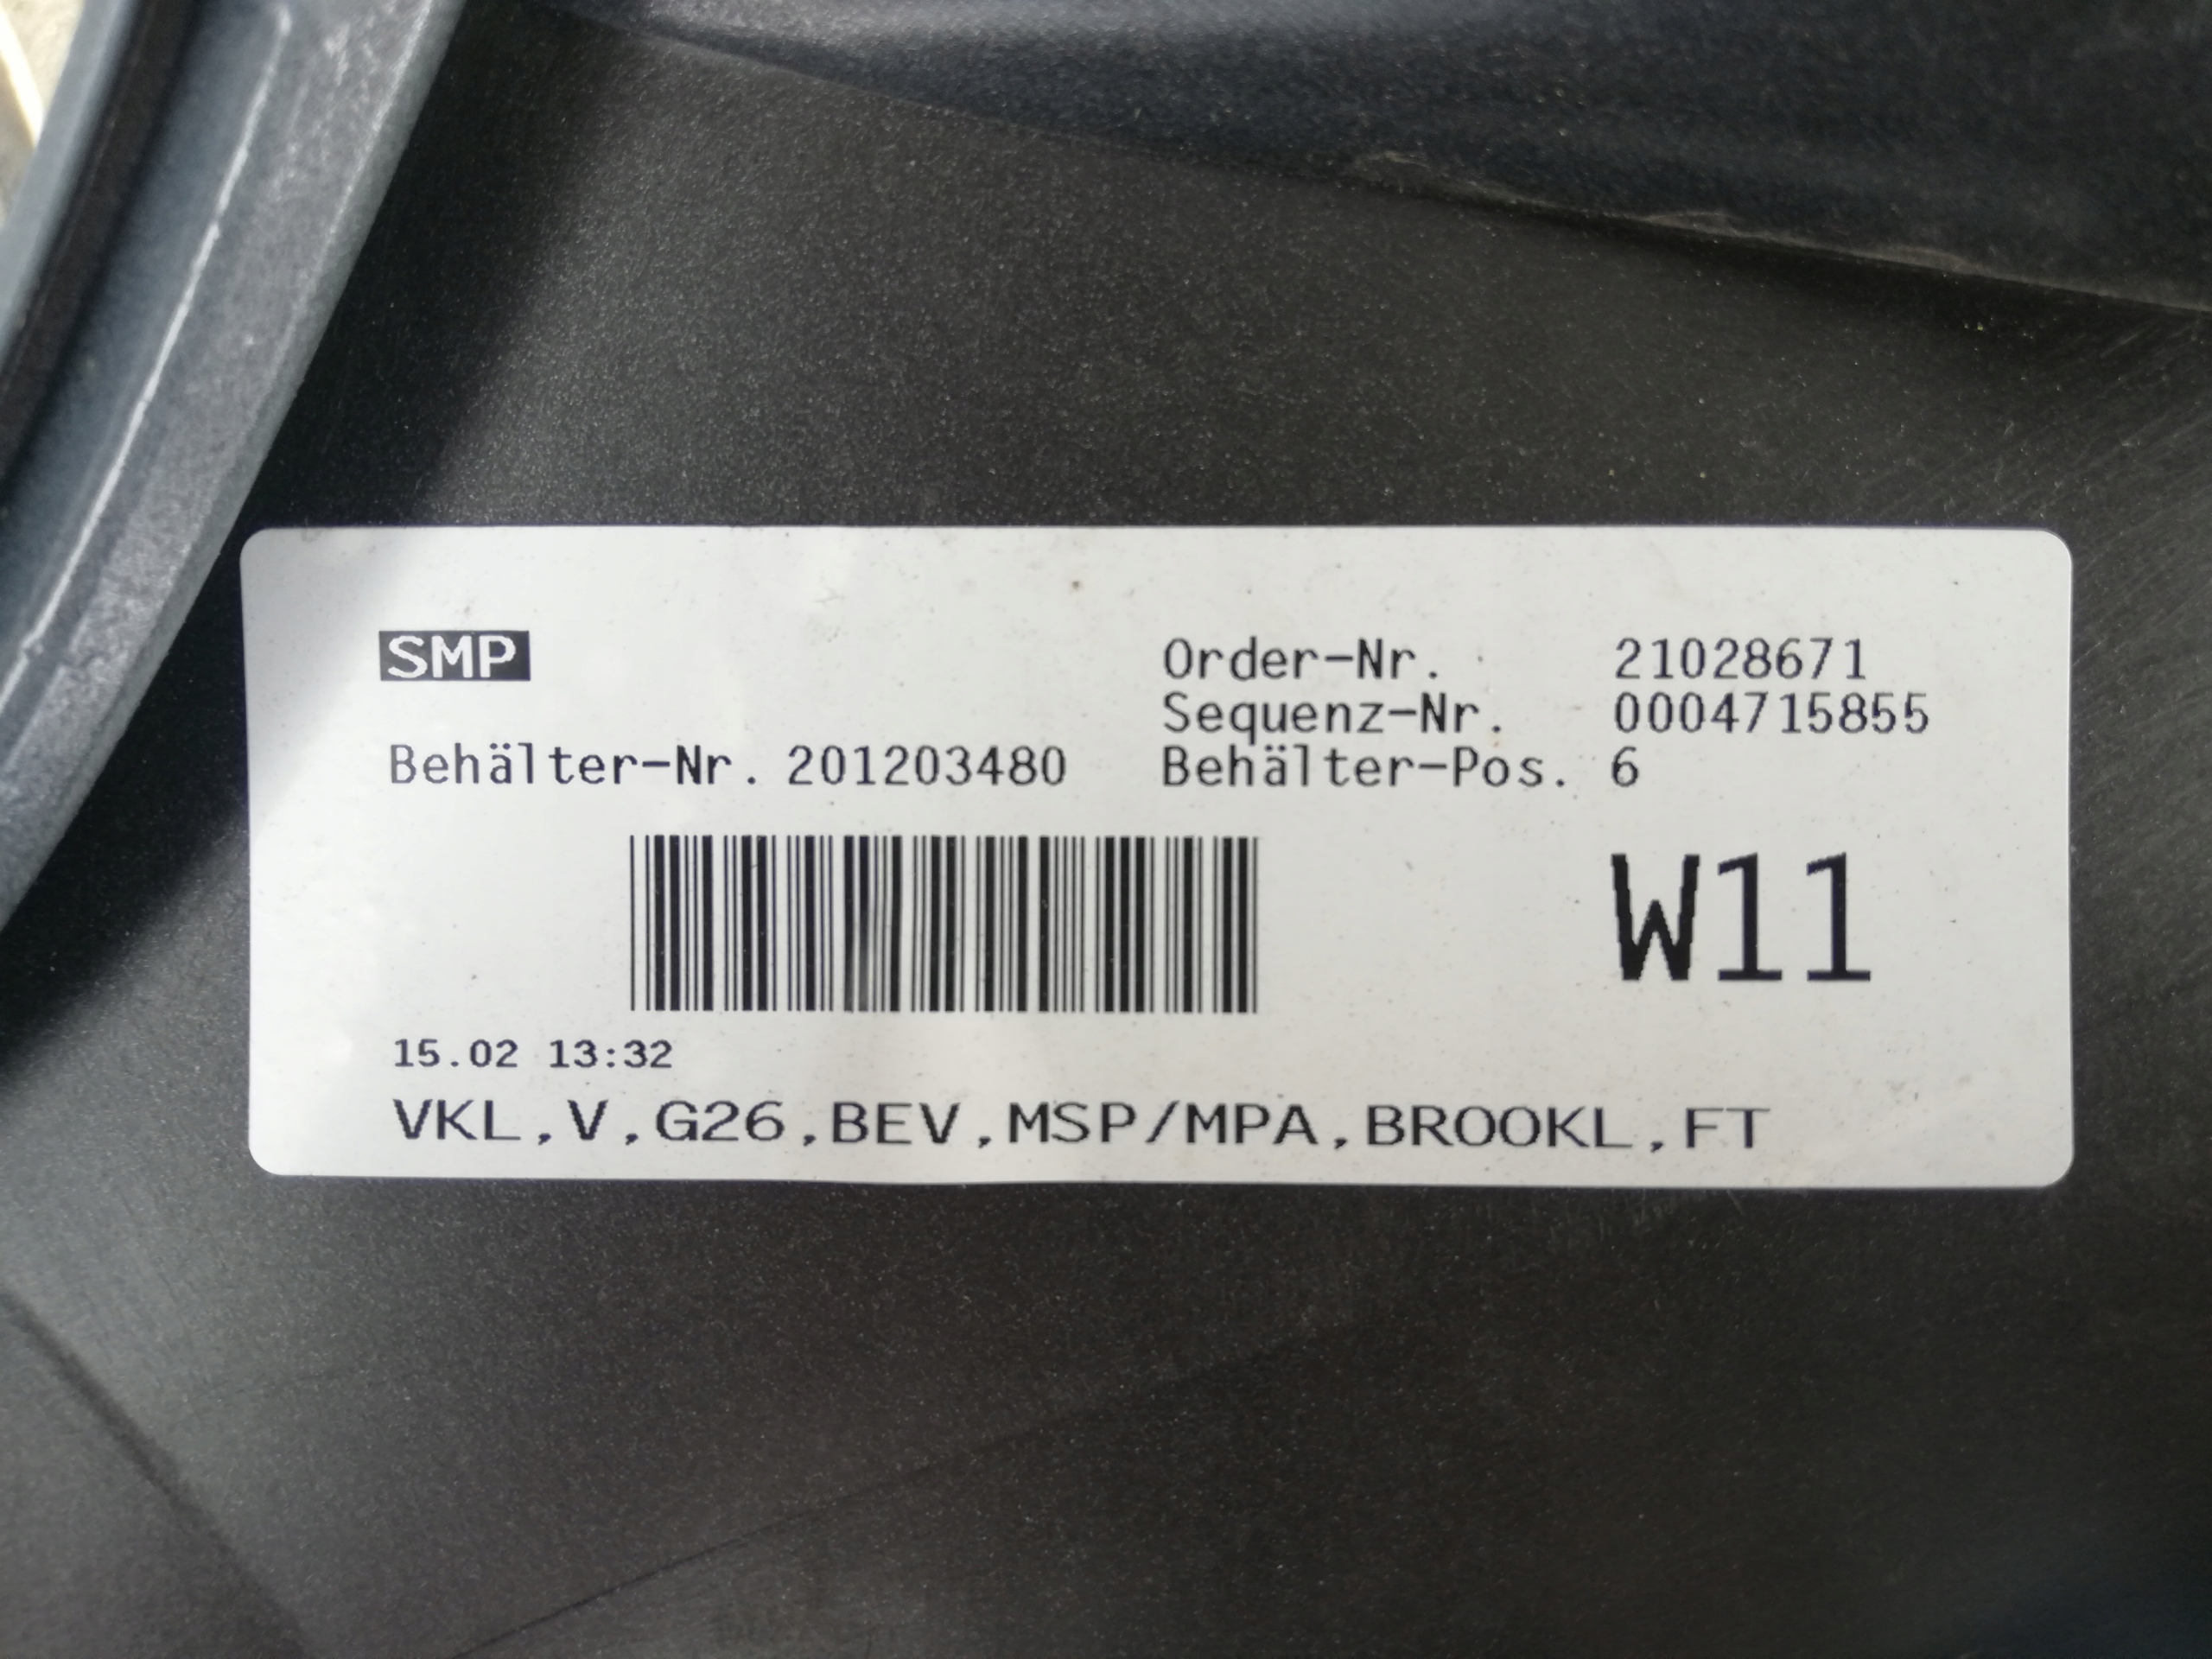 SMP
Order-Nr. 21028671
Sequenz-Nr. 0004715855
Behälter-Nr. 201203480 Behälter-Pos. 6
W11
15.02 13:32
VKL,V,G26,BEV,MSP/MPA,BROOKL,FT